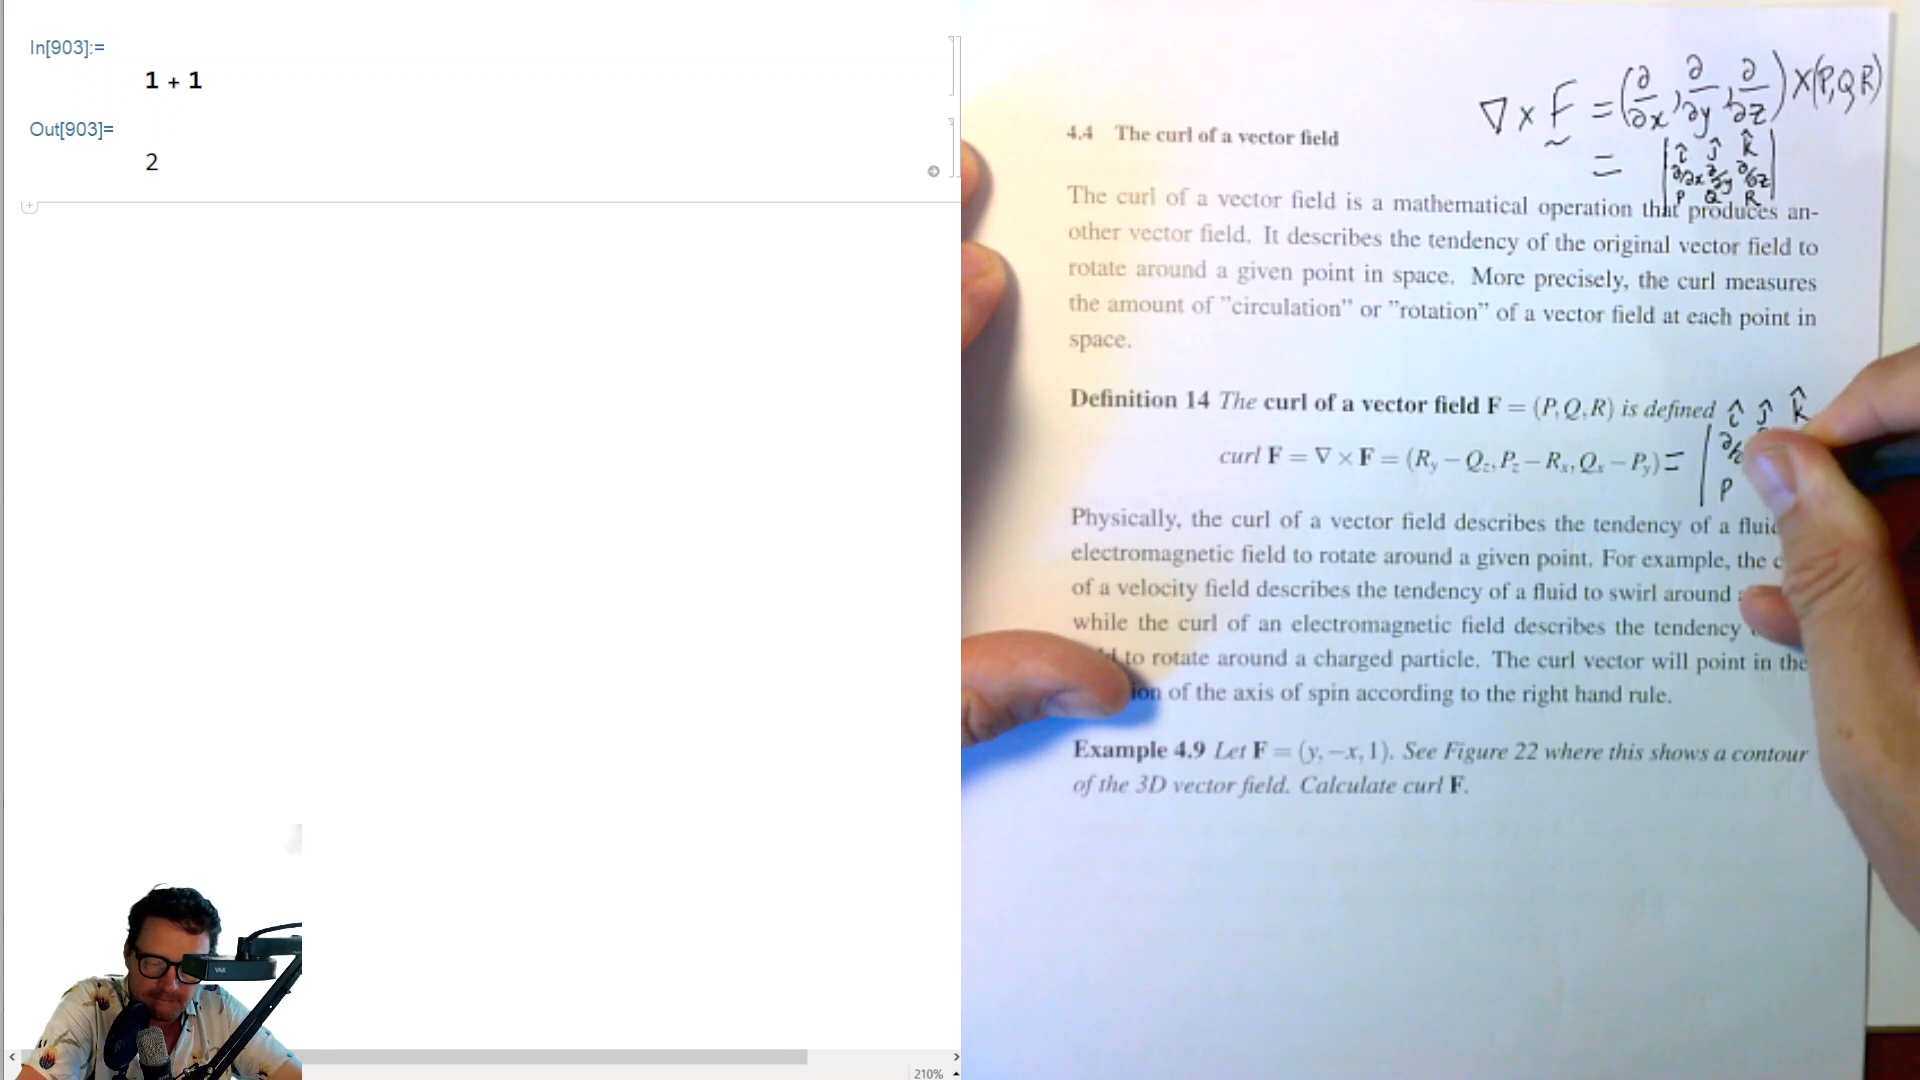 In[903]:=
1 + 1
Out[903]=
2
210%
∇ × F = (∂/∂x, ∂/∂y, ∂/∂z) × (P, Q R)
= | î ĵ k̂
∂/∂x ∂/∂y ∂/∂z
P Q R |
4.4 The curl of a vector field
The curl of a vector field is a mathematical operation that produces an-
other vector field. It describes the tendency of the original vector field to
rotate around a given point in space. More precisely, the curl measures
the amount of "circulation" or "rotation" of a vector field at each point in
space.
Definition 14 The curl of a vector field F = (P,Q,R) is defined î ĵ k̂
curl F = ∇ × F = (R_y − Q_z, P_z − R_x, Q_x − P_y) = |
P
Physically, the curl of a vector field describes the tendency of a
electromagnetic field to rotate around a given point. For example, the
of a velocity field describes the tendency of a fluid to swirl around
while the curl of an electromagnetic field describes the tendency
to rotate around a charged particle. The curl vector will point in the
of the axis of spin according to the right hand rule.
Example 4.9 Let F = (y,−x,1). See Figure 22 where this shows a contour
of the 3D vector field. Calculate curl F.